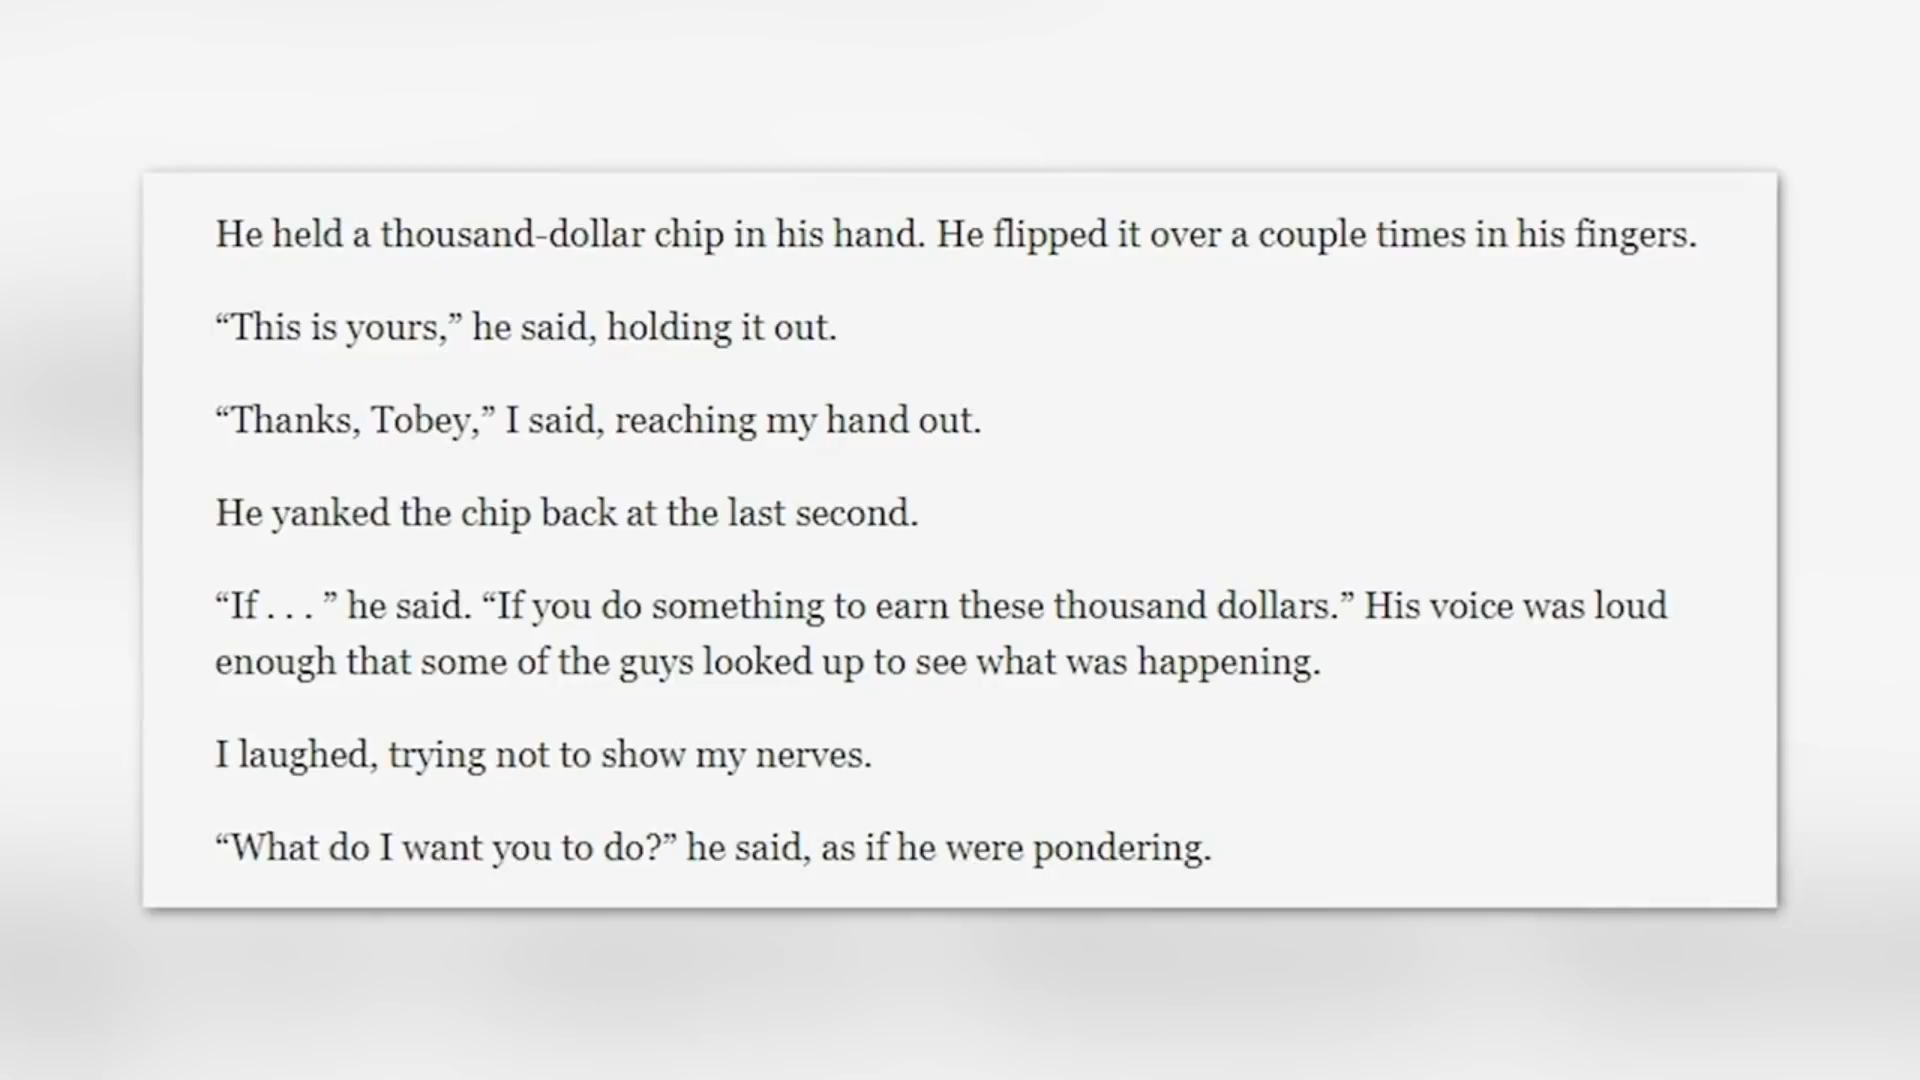 He held a thousand-dollar chip in his hand. He flipped it over a couple times in his fingers.
“This is yours,” he said, holding it out.
“Thanks, Tobey,” I said, reaching my hand out.
He yanked the chip back at the last second.
“If . . . ” he said. “If you do something to earn these thousand dollars.” His voice was loud
enough that some of the guys looked up to see what was happening.
I laughed, trying not to show my nerves.
“What do I want you to do?” he said, as if he were pondering.